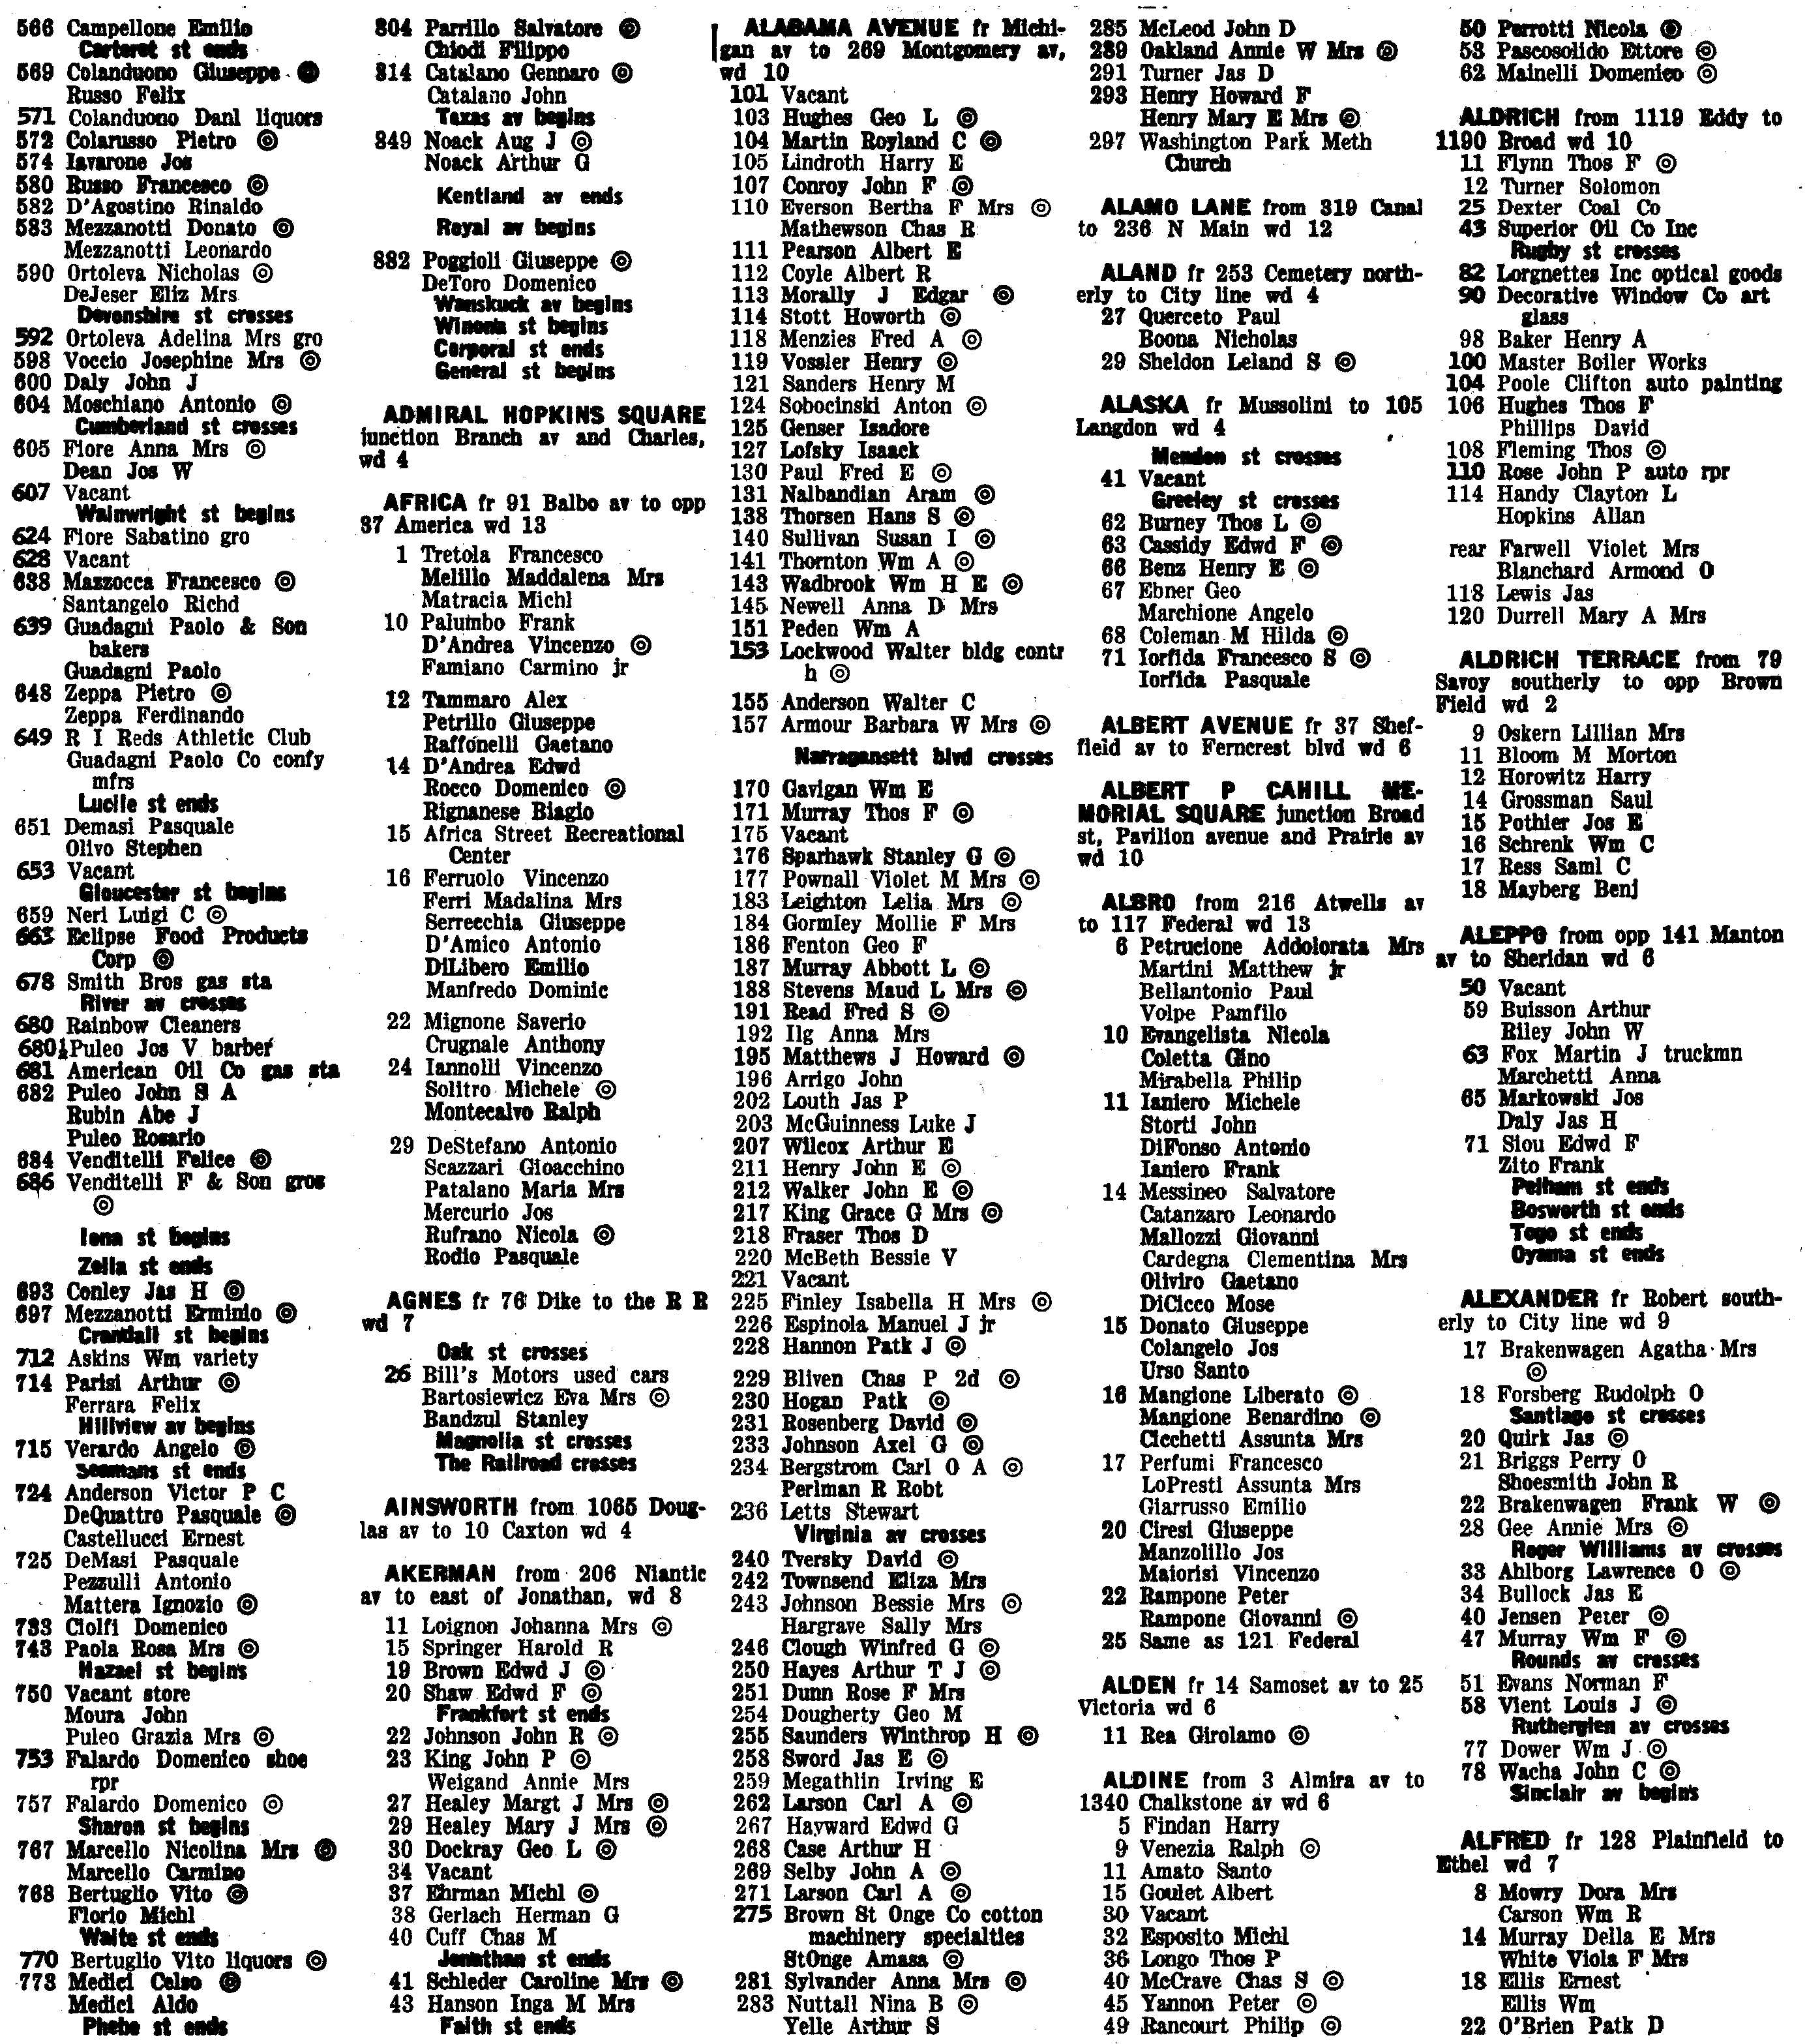 566 Campellone Emilio
Carteret st ends
569 Colanduono Giuseppe ◎
Russo Felix
571 Colanduono Danl liquors
572 Colarusso Pietro ◎
574 Iavarone Jos
580 Russo Francesco ◎
582 D'Agostino Rinaldo
583 Mezzanotti Donato ◎
Mezzanotti Leonardo
590 Ortoleva Nicholas ◎
DeJeser Eliz Mrs
Devonshire st crosses
592 Ortoleva Adelina Mrs gro
598 Voccio Josephine Mrs ◎
600 Daly John J
604 Moschiano Antonio ◎
Cumberland st crosses
605 Fiore Anna Mrs ◎
Dean Jos W
607 Vacant
Wainwright st begins
624 Fiore Sabatino gro
628 Vacant
638 Mazzocca Francesco ◎
Santangelo Richd
639 Guadagni Paolo & Son
bakers
Guadagni Paolo
648 Zeppa Pietro ◎
Zeppa Ferdinando
649 R I Reds Athletic Club
Guadagni Paolo Co confy
mfrs
Lucile st ends
651 Demasi Pasquale
Olivo Stephen
653 Vacant
Gloucester st begins
659 Neri Luigi C ◎
663 Eclipse Food Products
Corp ◎
678 Smith Bros gas sta
River av crosses
680 Rainbow Cleaners
680½ Puleo Jos V barber
681 American Oil Co gas sta
682 Puleo John S A
Rubin Abe J
Puleo Rosario
684 Venditelli Felice ◎
686 Venditelli F & Son gros
◎
Iona st begins
Zella st ends
693 Conley Jas H ◎
697 Mezzanotti Erminio ◎
Crandall st begins
712 Askins Wm variety
714 Parisi Arthur ◎
Ferrara Felix
Hillview av begins
715 Verardo Angelo ◎
Seamans st ends
724 Anderson Victor P C
DeQuattro Pasquale ◎
Castellucci Ernest
725 DeMasi Pasquale
Pezzulli Antonio
Mattera Ignozio ◎
733 Ciolfi Domenico
743 Paola Rosa Mrs ◎
Hazael st begins
750 Vacant store
Moura John
Puleo Grazia Mrs ◎
753 Falardo Domenico shoe
rpr
757 Falardo Domenico ◎
Sharon st begins
767 Marcello Nicolina Mrs ◎
Marcello Carmino
768 Bertuglio Vito ◎
Florio Michl
Waite st ends
770 Bertuglio Vito liquors ◎
773 Medici Celso ◎
Medici Aldo
Phebe st ends
804 Parrillo Salvatore ◎
Chiodi Filippo
814 Catalano Gennaro ◎
Catalano John
Texas av begins
849 Noack Aug J ◎
Noack Arthur G
Kentland av ends
Royal av begins
882 Poggioli Giuseppe ◎
DeToro Domenico
Wanskuck av begins
Winonia st begins
Corporal st ends
General st begins
ADMIRAL HOPKINS SQUARE
junction Branch av and Charles,
wd 4
AFRICA fr 91 Balbo av to opp
37 America wd 13
1 Tretola Francesco
Melillo Maddalena Mrs
Matracia Michl
10 Palumbo Frank
D'Andrea Vincenzo ◎
Famiano Carmino jr
12 Tammaro Alex
Petrillo Giuseppe
Raffonelli Gaetano
14 D'Andrea Edwd
Rocco Domenico ◎
Rignanese Biagio
15 Africa Street Recreational
Center
16 Ferruolo Vincenzo
Ferri Madalina Mrs
Serrecchia Giuseppe
D'Amico Antonio
DiLibero Emilio
Manfredo Dominic
22 Mignone Saverio
Crugnale Anthony
24 Iannolli Vincenzo
Solitro Michele ◎
Montecalvo Ralph
29 DeStefano Antonio
Scazzari Gioacchino
Patalano Maria Mrs
Mercurio Jos
Rufrano Nicola ◎
Rodio Pasquale
AGNES fr 76 Dike to the R R
wd 7
Oak st crosses
26 Bill's Motors used cars
Bartosiewicz Eva Mrs ◎
Bandzul Stanley
Magnolia st crosses
The Railroad crosses
AINSWORTH from 1065 Doug-
las av to 10 Caxton wd 4
AKERMAN from 206 Niantic
av to east of Jonathan, wd 8
11 Loignon Johanna Mrs ◎
15 Springer Harold R
19 Brown Edwd J ◎
20 Shaw Edwd F ◎
Frankfort st ends
22 Johnson John R ◎
23 King John P ◎
Weigand Annie Mrs
27 Healey Margt J Mrs ◎
29 Healey Mary J Mrs ◎
30 Dockray Geo L ◎
34 Vacant
37 Ehrman Michl ◎
38 Gerlach Herman G
40 Cuff Chas M
Jonathan st ends
41 Schleder Caroline Mrs ◎
43 Hanson Inga M Mrs
Faith st ends
ALABAMA AVENUE fr Michi-
gan av to 269 Montgomery av,
wd 10
101 Vacant
103 Hughes Geo L ◎
104 Martin Royland C ◎
105 Lindroth Harry E
107 Conroy John F ◎
110 Everson Bertha F Mrs ◎
Mathewson Chas R
111 Pearson Albert E
112 Coyle Albert R
113 Morally J Edgar ◎
114 Stott Howorth ◎
118 Menzies Fred A ◎
119 Vossler Henry ◎
121 Sanders Henry M
124 Sobocinski Anton ◎
125 Genser Isadore
127 Lofsky Isaack
130 Paul Fred E ◎
131 Nalbandian Aram ◎
138 Thorsen Hans S ◎
140 Sullivan Susan I ◎
141 Thornton Wm A ◎
143 Wadbrook Wm H E ◎
145 Newell Anna D Mrs
151 Peden Wm A
153 Lockwood Walter bldg contr
h ◎
155 Anderson Walter C
157 Armour Barbara W Mrs ◎
Narragansett blvd crosses
170 Gavigan Wm E
171 Murray Thos F ◎
175 Vacant
176 Sparhawk Stanley G ◎
177 Pownall Violet M Mrs ◎
183 Leighton Lelia Mrs ◎
184 Gormley Mollie F Mrs
186 Fenton Geo F
187 Murray Abbott L ◎
188 Stevens Maud L Mrs ◎
191 Read Fred S ◎
192 Ilg Anna Mrs
195 Matthews J Howard ◎
196 Arrigo John
202 Louth Jas P
203 McGuinness Luke J
207 Wilcox Arthur E
211 Henry John E ◎
212 Walker John E ◎
217 King Grace G Mrs ◎
218 Fraser Thos D
220 McBeth Bessie V
221 Vacant
225 Finley Isabella H Mrs ◎
226 Espinola Manuel J jr
228 Hannon Patk J ◎
229 Bliven Chas P 2d ◎
230 Hogan Patk ◎
231 Rosenberg David ◎
233 Johnson Axel G ◎
234 Bergstrom Carl O A ◎
Perlman R Robt
236 Letts Stewart
Virginia av crosses
240 Tversky David ◎
242 Townsend Eliza Mrs
243 Johnson Bessie Mrs ◎
Hargrave Sally Mrs
246 Clough Winfred G ◎
250 Hayes Arthur T J ◎
251 Dunn Rose F Mrs
254 Dougherty Geo M
255 Saunders Winthrop H ◎
258 Sword Jas E ◎
259 Megathlin Irving E
262 Larson Carl A ◎
267 Hayward Edwd G
268 Case Arthur H
269 Selby John A ◎
271 Larson Carl A ◎
275 Brown St Onge Co cotton
machinery specialties
StOnge Amasa ◎
281 Sylvander Anna Mrs ◎
283 Nuttall Nina B ◎
Yelle Arthur S
285 McLeod John D
289 Oakland Annie W Mrs ◎
291 Turner Jas D
293 Henry Howard F
Henry Mary E Mrs ◎
297 Washington Park Meth
Church
ALAMO LANE from 319 Canal
to 236 N Main wd 12
ALAND fr 253 Cemetery north-
erly to City line wd 4
27 Querceto Paul
Boona Nicholas
29 Sheldon Leland S ◎
ALASKA fr Mussolini to 105
Langdon wd 4
Mendon st crosses
41 Vacant
Greeley st crosses
62 Burney Thos L ◎
63 Cassidy Edwd F ◎
66 Benz Henry E ◎
67 Ebner Geo
Marchione Angelo
68 Coleman M Hilda ◎
71 Iorfida Francesco S ◎
Iorfida Pasquale
ALBERT AVENUE fr 37 Shef-
field av to Ferncrest blvd wd 6
ALBERT P CAHILL ME-
MORIAL SQUARE junction Broad
st, Pavilion avenue and Prairie av
wd 10
ALBRO from 216 Atwells av
to 117 Federal wd 13
6 Petrucione Addolorata Mrs
Martini Matthew jr
Bellantonio Paul
Volpe Pamfilo
10 Evangelista Nicola
Coletta Gino
Mirabella Philip
11 Ianiero Michele
Storti John
DiFonso Antonio
Ianiero Frank
14 Messineo Salvatore
Catanzaro Leonardo
Mallozzi Giovanni
Cardegna Clementina Mrs
Oliviro Gaetano
DiCicco Mose
15 Donato Giuseppe
Colangelo Jos
Urso Santo
16 Mangione Liberato ◎
Mangione Benardino ◎
Cicchetti Assunta Mrs
17 Perfumi Francesco
LoPresti Assunta Mrs
Giarrusso Emilio
20 Ciresi Giuseppe
Manzolillo Jos
Maiorisi Vincenzo
22 Rampone Peter
Rampone Giovanni ◎
25 Same as 121 Federal
ALDEN fr 14 Samoset av to 25
Victoria wd 6
11 Rea Girolamo ◎
ALDINE from 3 Almira av to
1340 Chalkstone av wd 6
5 Findan Harry
9 Venezia Ralph ◎
11 Amato Santo
15 Goulet Albert
30 Vacant
32 Esposito Michl
36 Longo Thos P
40 McCrave Chas S ◎
45 Yannon Peter ◎
49 Rancourt Philip ◎
50 Perrotti Nicola ◎
53 Pascosolido Ettore ◎
62 Mainelli Domenico ◎
ALDRICH from 1119 Eddy to
1190 Broad wd 10
11 Flynn Thos F ◎
12 Turner Solomon
25 Dexter Coal Co
43 Superior Oil Co Inc
Rugby st crosses
82 Lorgnettes Inc optical goods
90 Decorative Window Co art
glass
98 Baker Henry A
100 Master Boiler Works
104 Poole Clifton auto painting
106 Hughes Thos F
Phillips David
108 Fleming Thos ◎
110 Rose John P auto rpr
114 Handy Clayton L
Hopkins Allan
rear Farwell Violet Mrs
Blanchard Armond O
118 Lewis Jas
120 Durrell Mary A Mrs
ALDRICH TERRACE from 79
Savoy southerly to opp Brown
Field wd 2
9 Oskern Lillian Mrs
11 Bloom M Morton
12 Horowitz Harry
14 Grossman Saul
15 Pothier Jos E
16 Schrenk Wm C
17 Ress Saml C
18 Mayberg Benj
ALEPPO from opp 141 Manton
av to Sheridan wd 6
50 Vacant
59 Buisson Arthur
Riley John W
63 Fox Martin J truckmn
Marchetti Anna
65 Markowski Jos
Daly Jas H
71 Siou Edwd F
Zito Frank
Pelham st ends
Bosworth st ends
Togo st ends
Oyama st ends
ALEXANDER fr Robert south-
erly to City line wd 9
17 Brakenwagen Agatha Mrs
◎
18 Forsberg Rudolph O
Santiago st crosses
20 Quirk Jas ◎
21 Briggs Perry O
Shoesmith John R
22 Brakenwagen Frank W ◎
28 Gee Annie Mrs ◎
Roger Williams av crosses
33 Ahlborg Lawrence O ◎
34 Bullock Jas E
40 Jensen Peter ◎
47 Murray Wm F ◎
Rounds av crosses
51 Evans Norman F
58 Vient Louis J ◎
Rutherglen av crosses
77 Dower Wm J ◎
78 Wacha John C ◎
Sinclair av begins
ALFRED fr 128 Plainfield to
Ethel wd 7
8 Mowry Dora Mrs
Carson Wm R
14 Murray Della E Mrs
White Viola F Mrs
18 Ellis Ernest
Ellis Wm
22 O'Brien Patk D